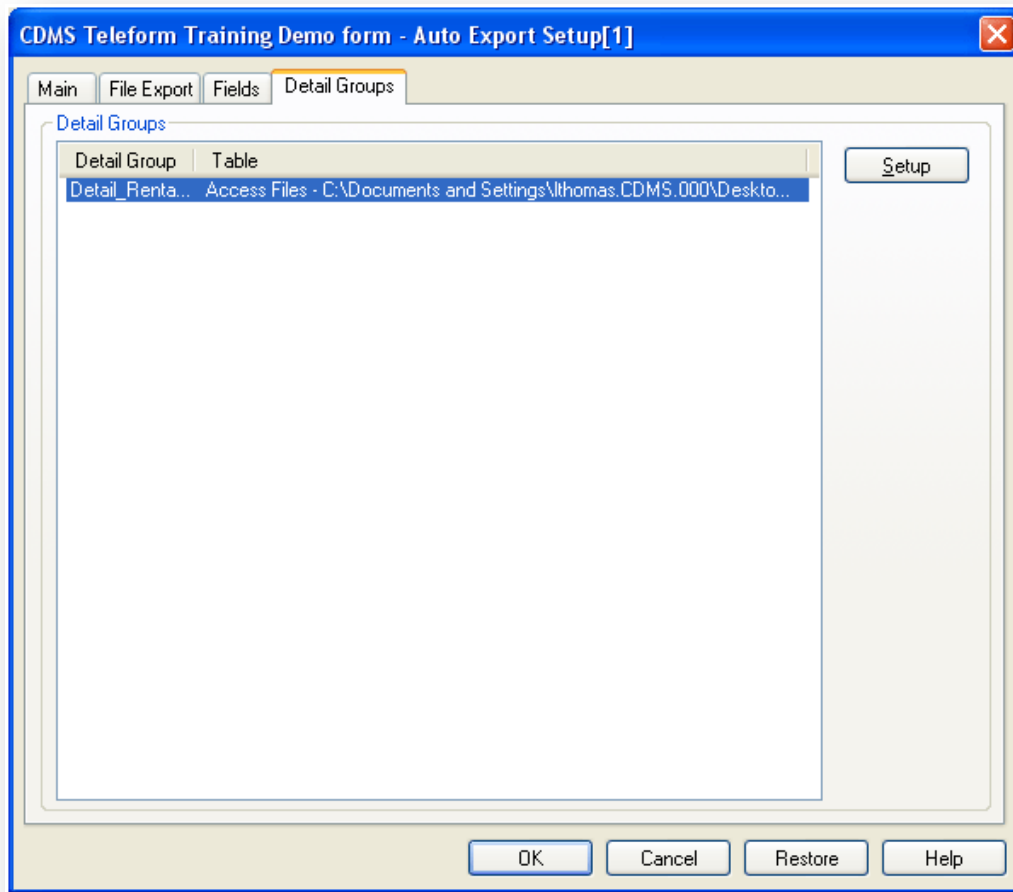 CDMS Teleform Training Demo form - Auto Export Setup[1]
Main File Export Fields Detail Groups
Detail Groups
Detail Group Table
Setup
Detail_Renta... Access Files - C:\Documents and Settings\lthomas.CDMS.000\Deskto...
OK Cancel Restore Help